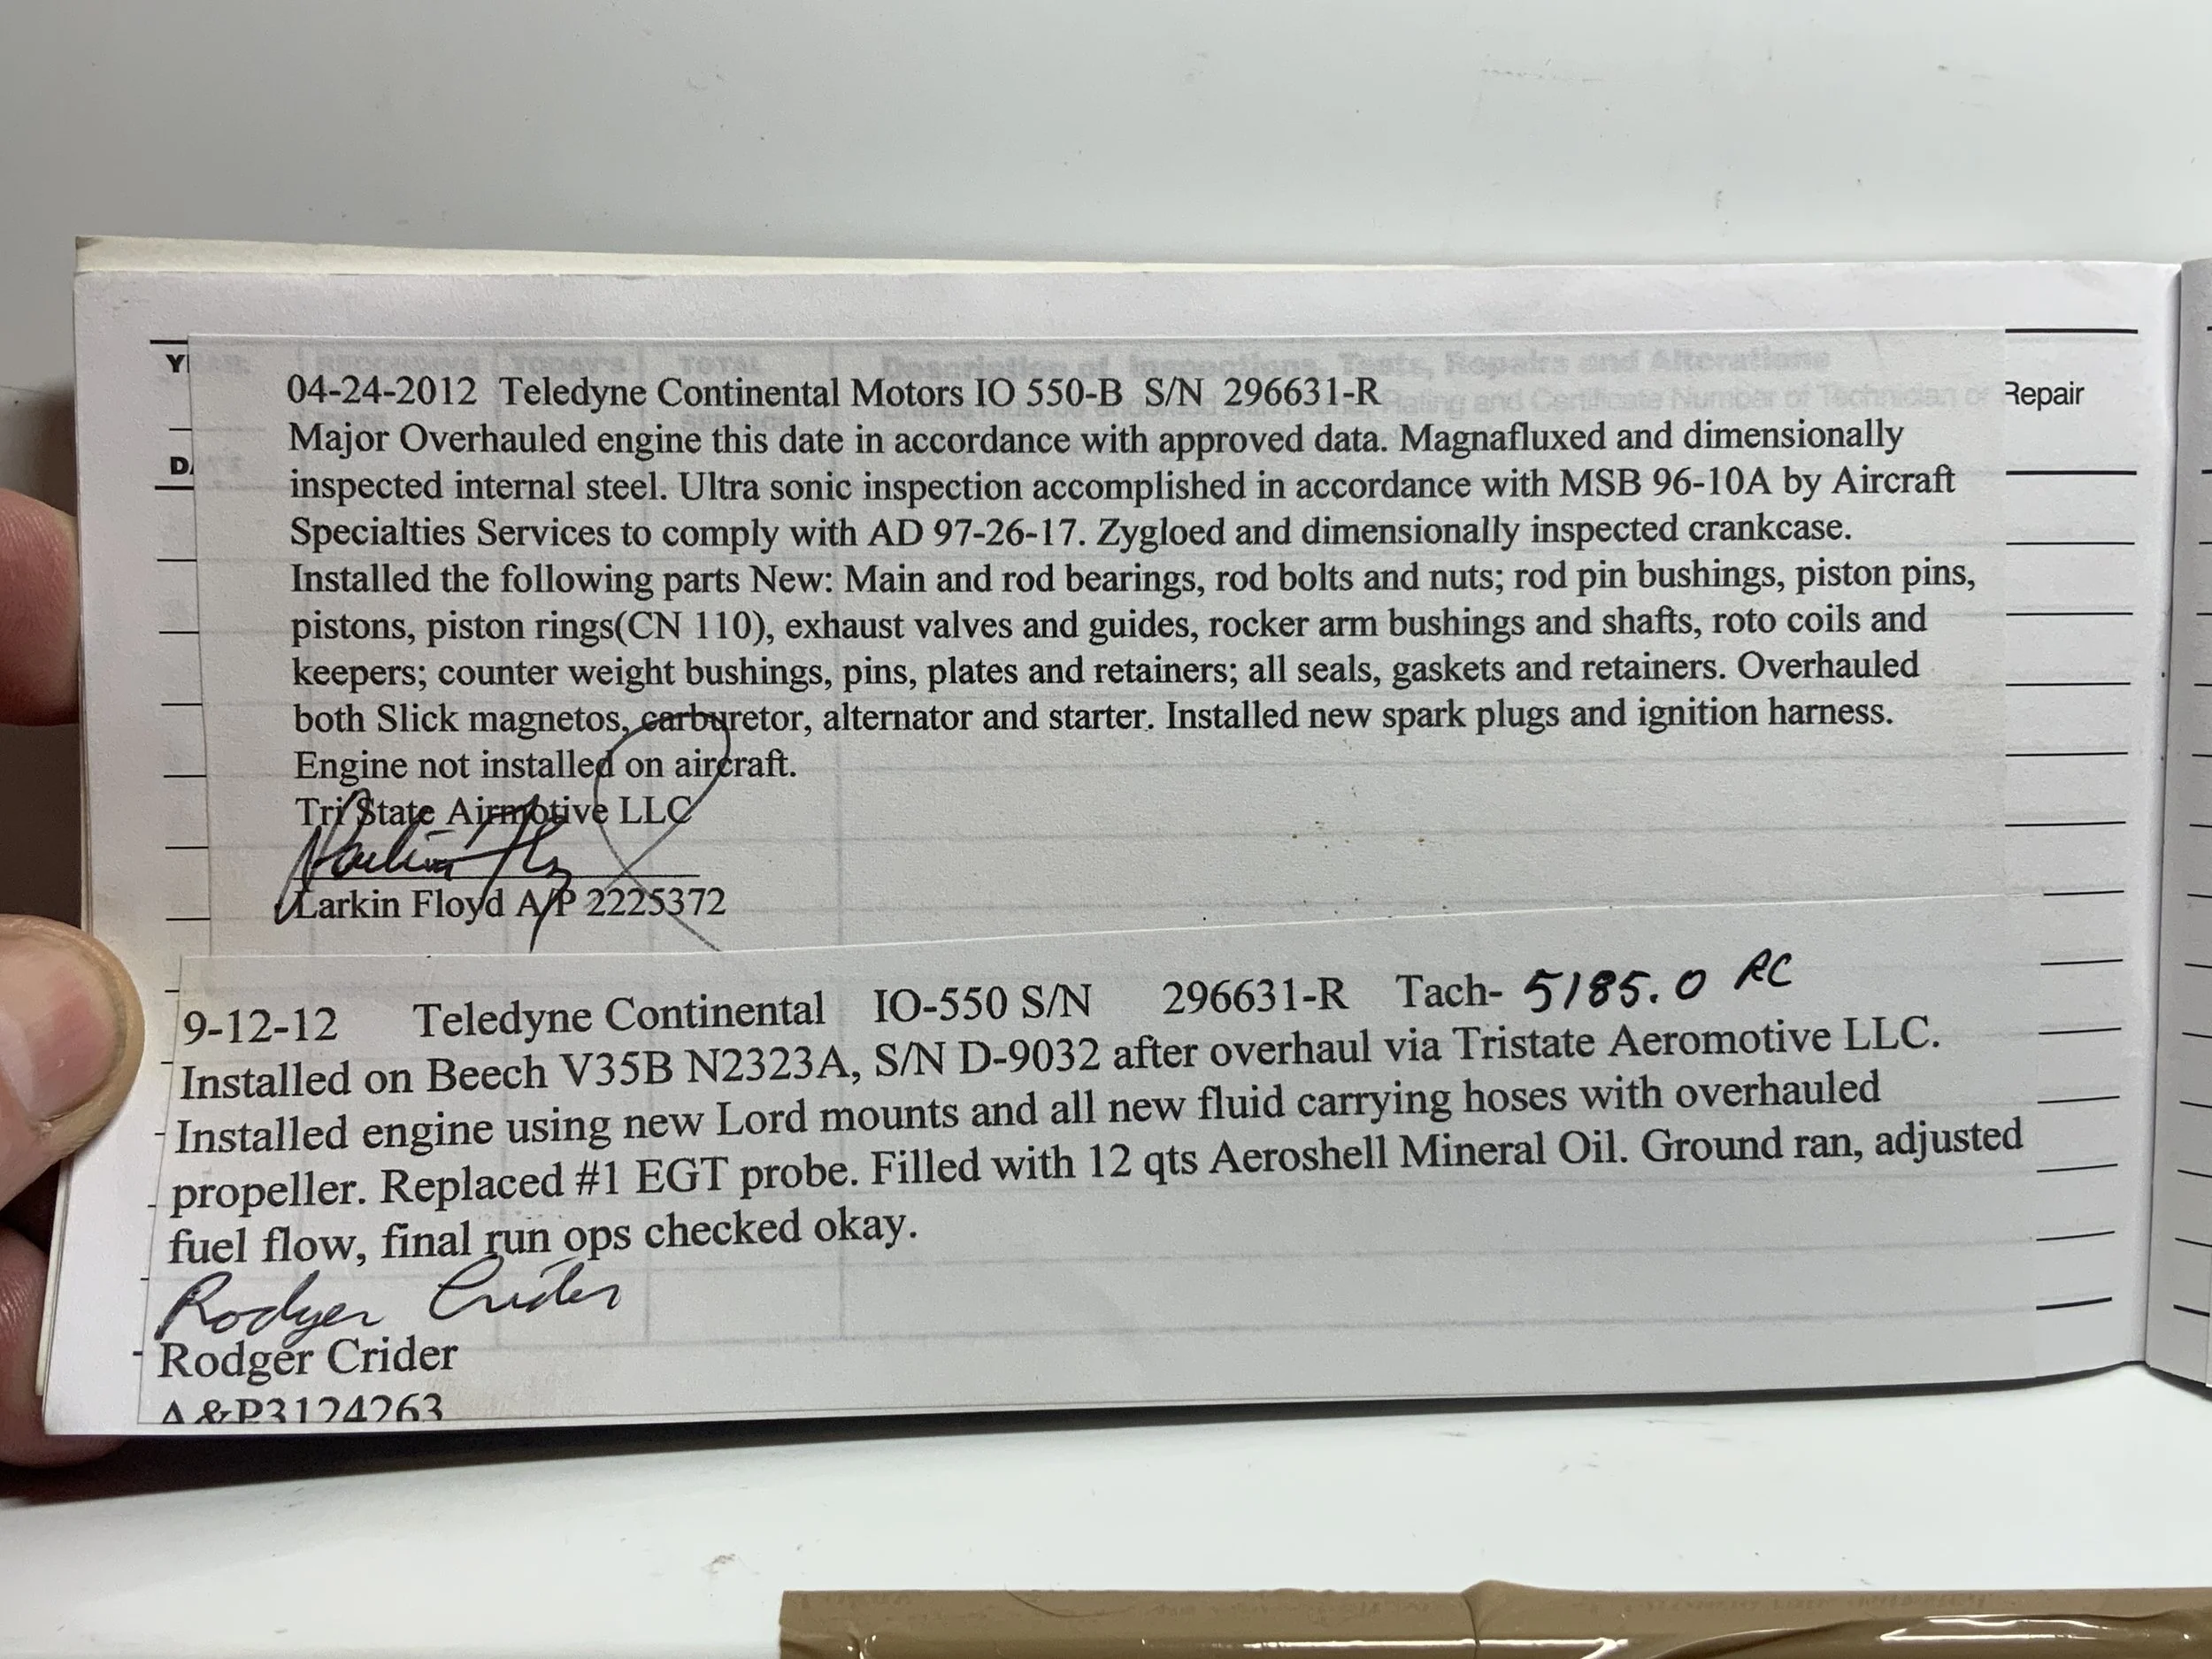 04-24-2012 Teledyne Continental Motors IO 550-B S/N 296631-R
Repair
Major Overhauled engine this date in accordance with approved data. Magnafluxed and dimensionally
inspected internal steel. Ultra sonic inspection accomplished in accordance with MSB 96-10A by Aircraft
Specialties Services to comply with AD 97-26-17. Zygloed and dimensionally inspected crankcase.
Installed the following parts New: Main and rod bearings, rod bolts and nuts; rod pin bushings, piston pins,
pistons, piston rings(CN 110), exhaust valves and guides, rocker arm bushings and shafts, roto coils and
keepers; counter weight bushings, pins, plates and retainers; all seals, gaskets and retainers. Overhauled
both Slick magnetos, carburetor, alternator and starter. Installed new spark plugs and ignition harness.
Engine not installed on aircraft.
Tri State Airmotive LLC
Larkin Floyd A/P 2225372
9-12-12 Teledyne Continental IO-550 S/N 296631-R Tach- 5185.0 RC
Installed on Beech V35B N2323A, S/N D-9032 after overhaul via Tristate Aeromotive LLC.
Installed engine using new Lord mounts and all new fluid carrying hoses with overhauled
propeller. Replaced #1 EGT probe. Filled with 12 qts Aeroshell Mineral Oil. Ground ran, adjusted
fuel flow, final run ops checked okay.
Rodger Crider
Rodger Crider
A&P3124263